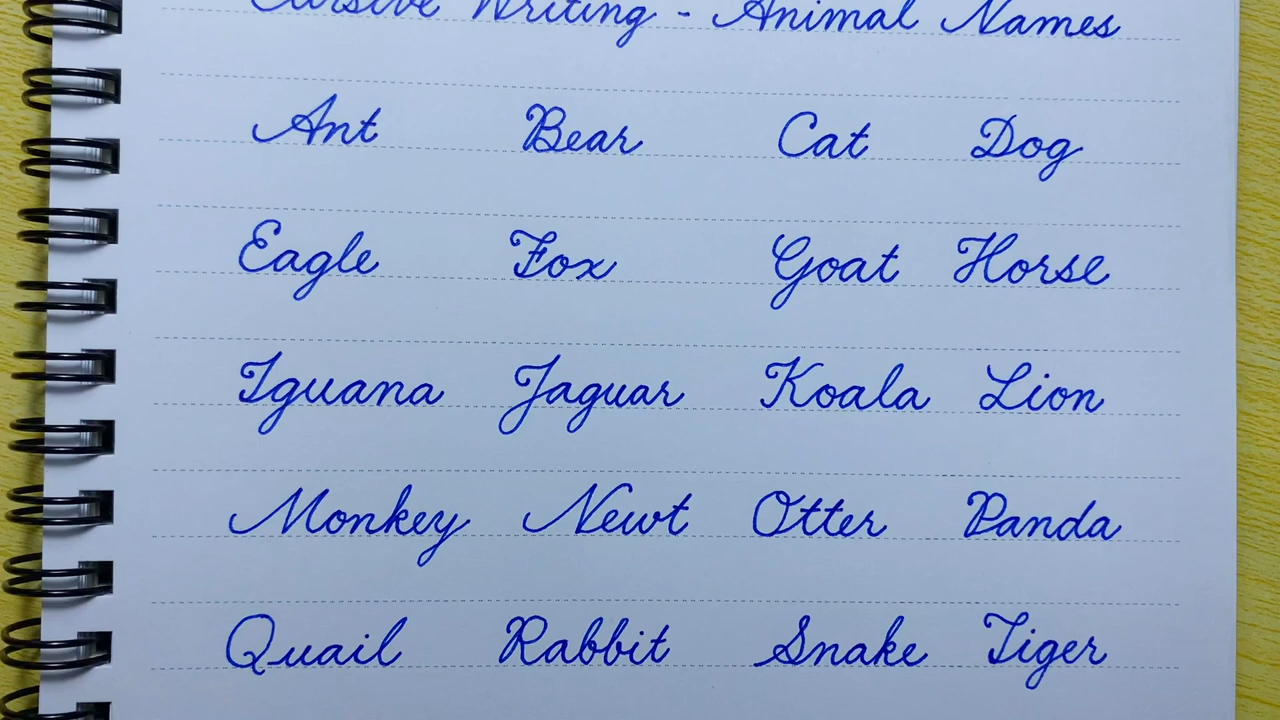 Cursive Writing - Animal Names
Ant Bear Cat Dog
Eagle Fox Goat Horse
Iguana Jaguar Koala Lion
Monkey Newt Otter Panda
Quail Rabbit Snake Tiger